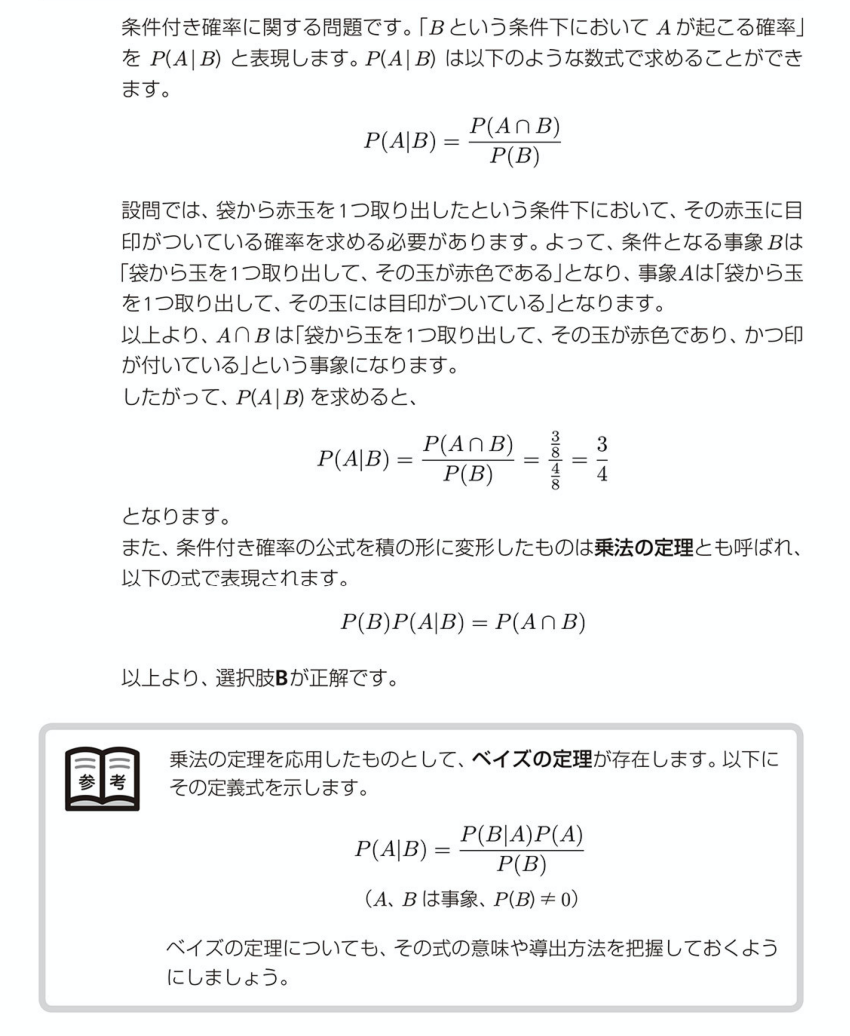 条件付き確率に関する問題です。「Bという条件下において Aが起こる確率」
を P(A|B) と表現します。P(A|B) は以下のような数式で求めることができ
ます。
P(A|B) = P(A∩B) / P(B)
設問では、袋から赤玉を1つ取り出したという条件下において、その赤玉に目
印がついている確率を求める必要があります。よって、条件となる事象Bは
「袋から玉を1つ取り出して、その玉が赤色である」となり、事象Aは「袋から玉
を1つ取り出して、その玉には目印がついている」となります。
以上より、A∩Bは「袋から玉を1つ取り出して、その玉が赤色であり、かつ印
が付いている」という事象になります。
したがって、P(A|B) を求めると、
P(A|B) = P(A∩B) / P(B) = (3/8) / (4/8) = 3/4
となります。
また、条件付き確率の公式を積の形に変形したものは乗法の定理とも呼ばれ、
以下の式で表現されます。
P(B)P(A|B) = P(A∩B)
以上より、選択肢Bが正解です。
参考
乗法の定理を応用したものとして、ベイズの定理が存在します。以下に
その定義式を示します。
P(A|B) = P(B|A)P(A) / P(B)
（A、B は事象、P(B) ≠ 0）
ベイズの定理についても、その式の意味や導出方法を把握しておくよう
にしましょう。